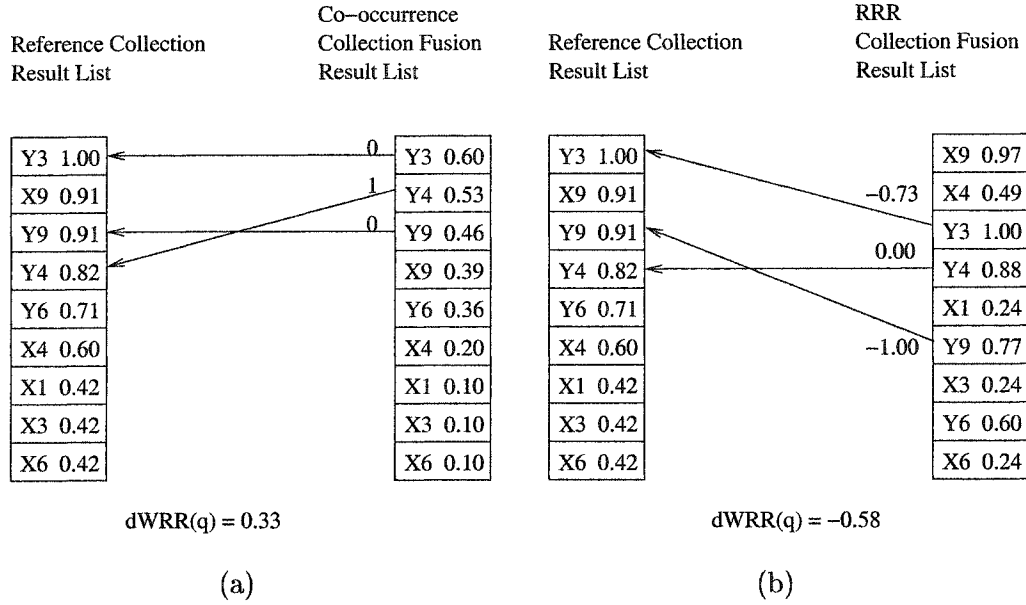 Reference Collection
Result List
Co–occurrence
Collection Fusion
Result List
Y3 1.00
X9 0.91
Y9 0.91
Y4 0.82
Y6 0.71
X4 0.60
X1 0.42
X3 0.42
X6 0.42
0
1
0
Y3 0.60
Y4 0.53
Y9 0.46
X9 0.39
Y6 0.36
X4 0.20
X1 0.10
X3 0.10
X6 0.10
dWRR(q) = 0.33
(a)
Reference Collection
Result List
RRR
Collection Fusion
Result List
Y3 1.00
X9 0.91
Y9 0.91
Y4 0.82
Y6 0.71
X4 0.60
X1 0.42
X3 0.42
X6 0.42
−0.73
0.00
−1.00
X9 0.97
X4 0.49
Y3 1.00
Y4 0.88
X1 0.24
Y9 0.77
X3 0.24
Y6 0.60
X6 0.24
dWRR(q) = −0.58
(b)